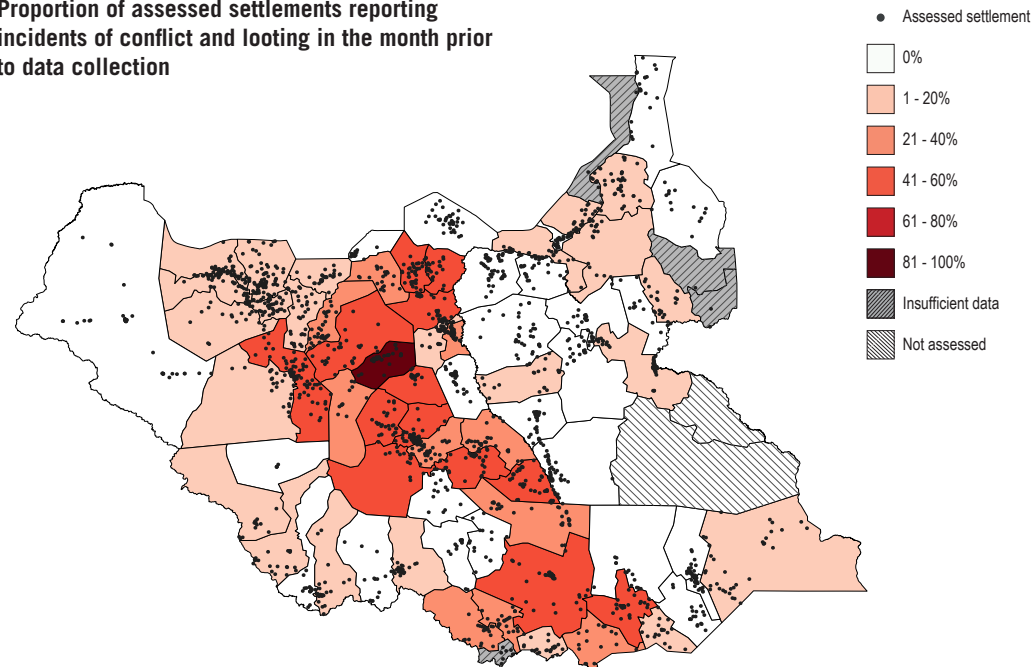 Proportion of assessed settlements reporting
incidents of conflict and looting in the month prior
to data collection
Assessed settlement
0%
1 - 20%
21 - 40%
41 - 60%
61 - 80%
81 - 100%
Insufficient data
Not assessed